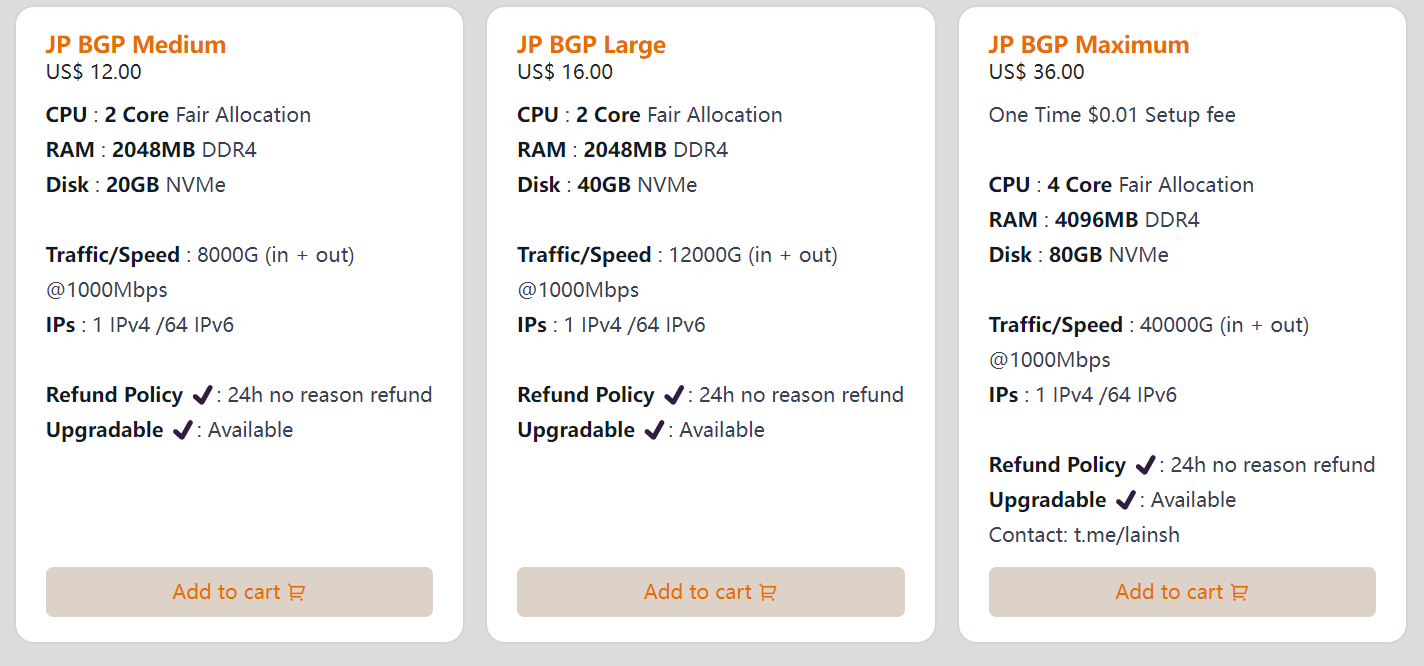 JP BGP Medium
US$ 12.00
CPU : 2 Core Fair Allocation
RAM : 2048MB DDR4
Disk : 20GB NVMe
Traffic/Speed : 8000G (in + out)
@1000Mbps
IPs : 1 IPv4 /64 IPv6
Refund Policy ✔: 24h no reason refund
Upgradable ✔: Available
Add to cart
JP BGP Large
US$ 16.00
CPU : 2 Core Fair Allocation
RAM : 2048MB DDR4
Disk : 40GB NVMe
Traffic/Speed : 12000G (in + out)
@1000Mbps
IPs : 1 IPv4 /64 IPv6
Refund Policy ✔: 24h no reason refund
Upgradable ✔: Available
Add to cart
JP BGP Maximum
US$ 36.00
One Time $0.01 Setup fee
CPU : 4 Core Fair Allocation
RAM : 4096MB DDR4
Disk : 80GB NVMe
Traffic/Speed : 40000G (in + out)
@1000Mbps
IPs : 1 IPv4 /64 IPv6
Refund Policy ✔: 24h no reason refund
Upgradable ✔: Available
Contact: t.me/lainsh
Add to cart